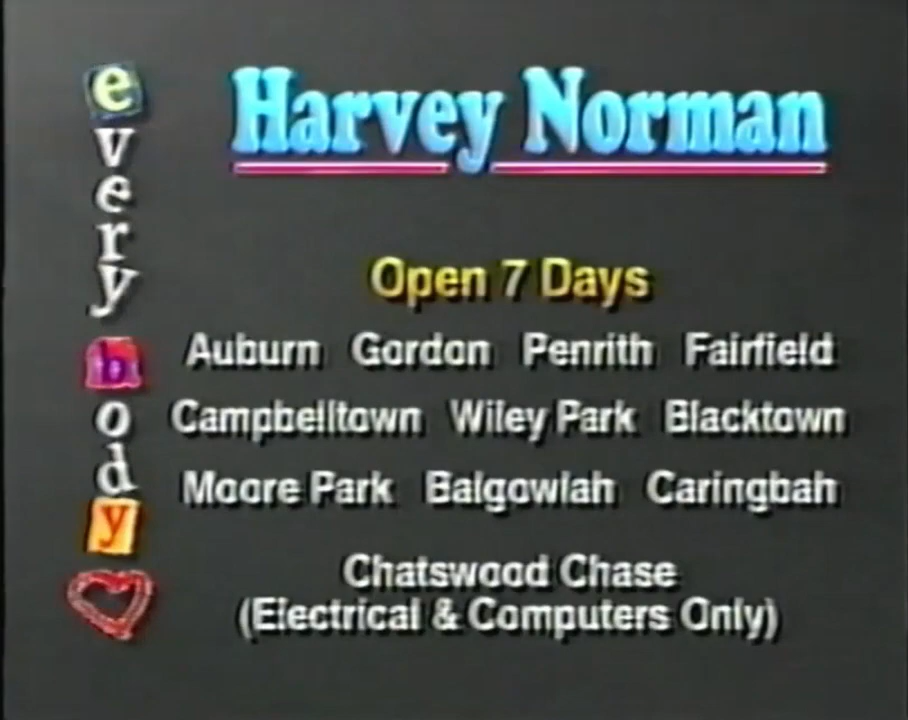 everybody
Harvey Norman
Open 7 Days
Auburn Gordon Penrith Fairfield
Campbelltown Wiley Park Blacktown
Moore Park Balgowlah Caringbah
Chatswood Chase
(Electrical & Computers Only)